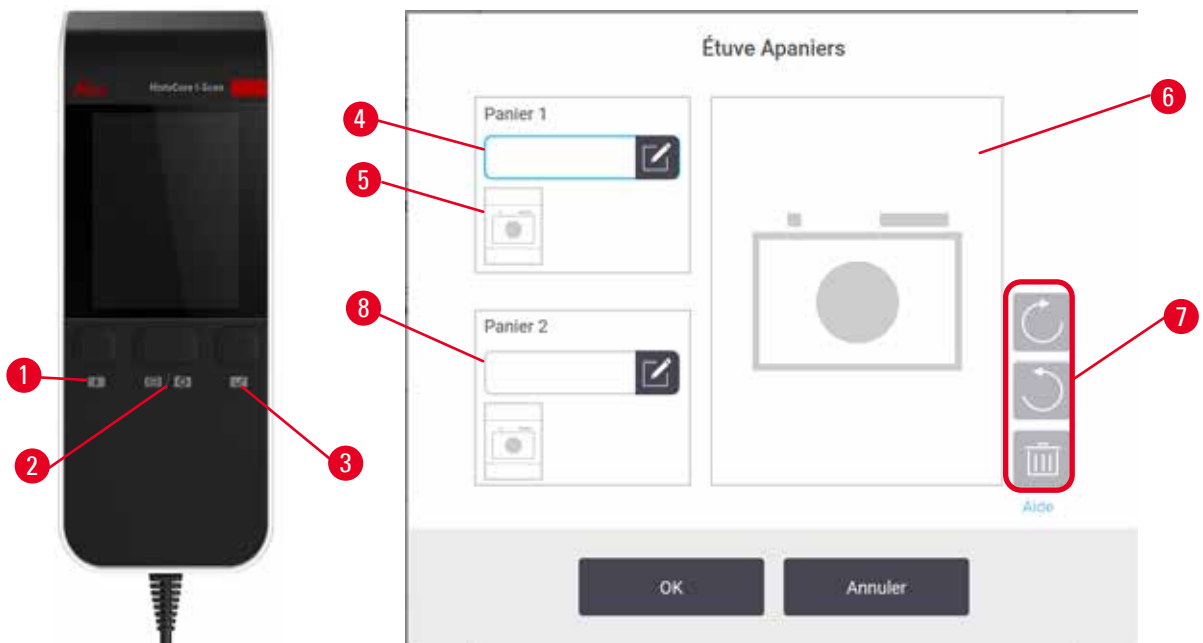 Leica
HistoCore I-Scan
1
2
3
Étuve Apaniers
Panier 1
4
5
6
Panier 2
8
7
Aide
OK
Annuler